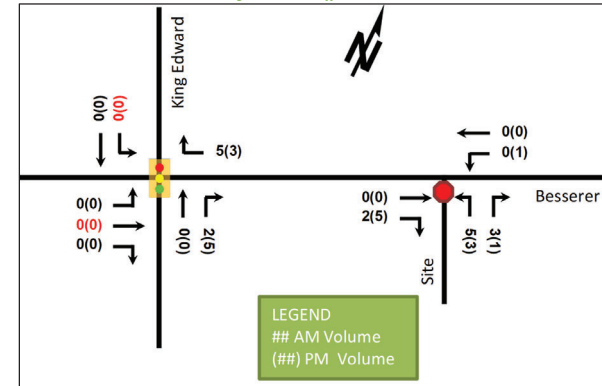 King Edward
N
0(0)
0(0)
5(3)
0(0)
0(1)
Besserer
0(0)
0(0)
0(0)
0(0)
2(5)
0(0)
2(5)
5(3)
3(1)
Site
LEGEND
## AM Volume
(##) PM Volume